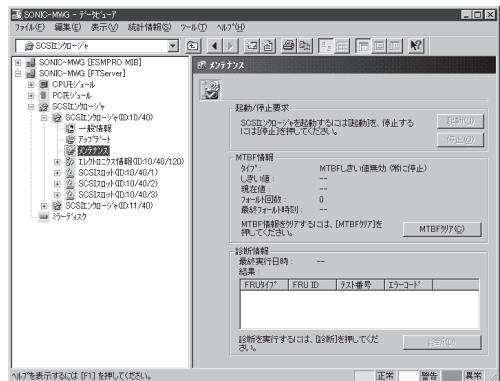 SONIC-MWG - データビューア
ファイル(F) 編集(E) 表示(V) 統計情報(S) ツール(T) ヘルプ(H)
SCSIエンクロージャ
SONIC-MWG [ESMPRO MIB]
SONIC-MWG [FTServer]
CPUモジュール
PCIモジュール
SCSIエンクロージャ
SCSIエンクロージャ(ID:10/40)
一般情報
アップデート
メンテナンス
エレクトロニクス情報(ID:10/40/120)
SCSIスロット(ID:10/40/1)
SCSIスロット(ID:10/40/2)
SCSIスロット(ID:10/40/3)
SCSIエンクロージャ(ID:11/40)
ミラーディスク
メンテナンス
起動/停止要求
SCSIエンクロージャを起動するには[起動]を、停止する
には[停止]を押してください。
起動(U)
停止(D)
MTBF情報
タイプ: MTBFしきい値無効 (常に停止)
しきい値: --
現在値: --
フォールト回数: 0
最終フォールト時刻: --
MTBF情報をクリアするには、[MTBFクリア]を
押してください。
MTBFクリア(C)
診断情報
最終実行日時: --
結果:
FRUタイプ FRU ID テスト番号 エラーコード
診断を実行するには、[診断]を押してくだ
さい。
ヘルプを表示するには [F1] を押してください。
正常 警告 異常